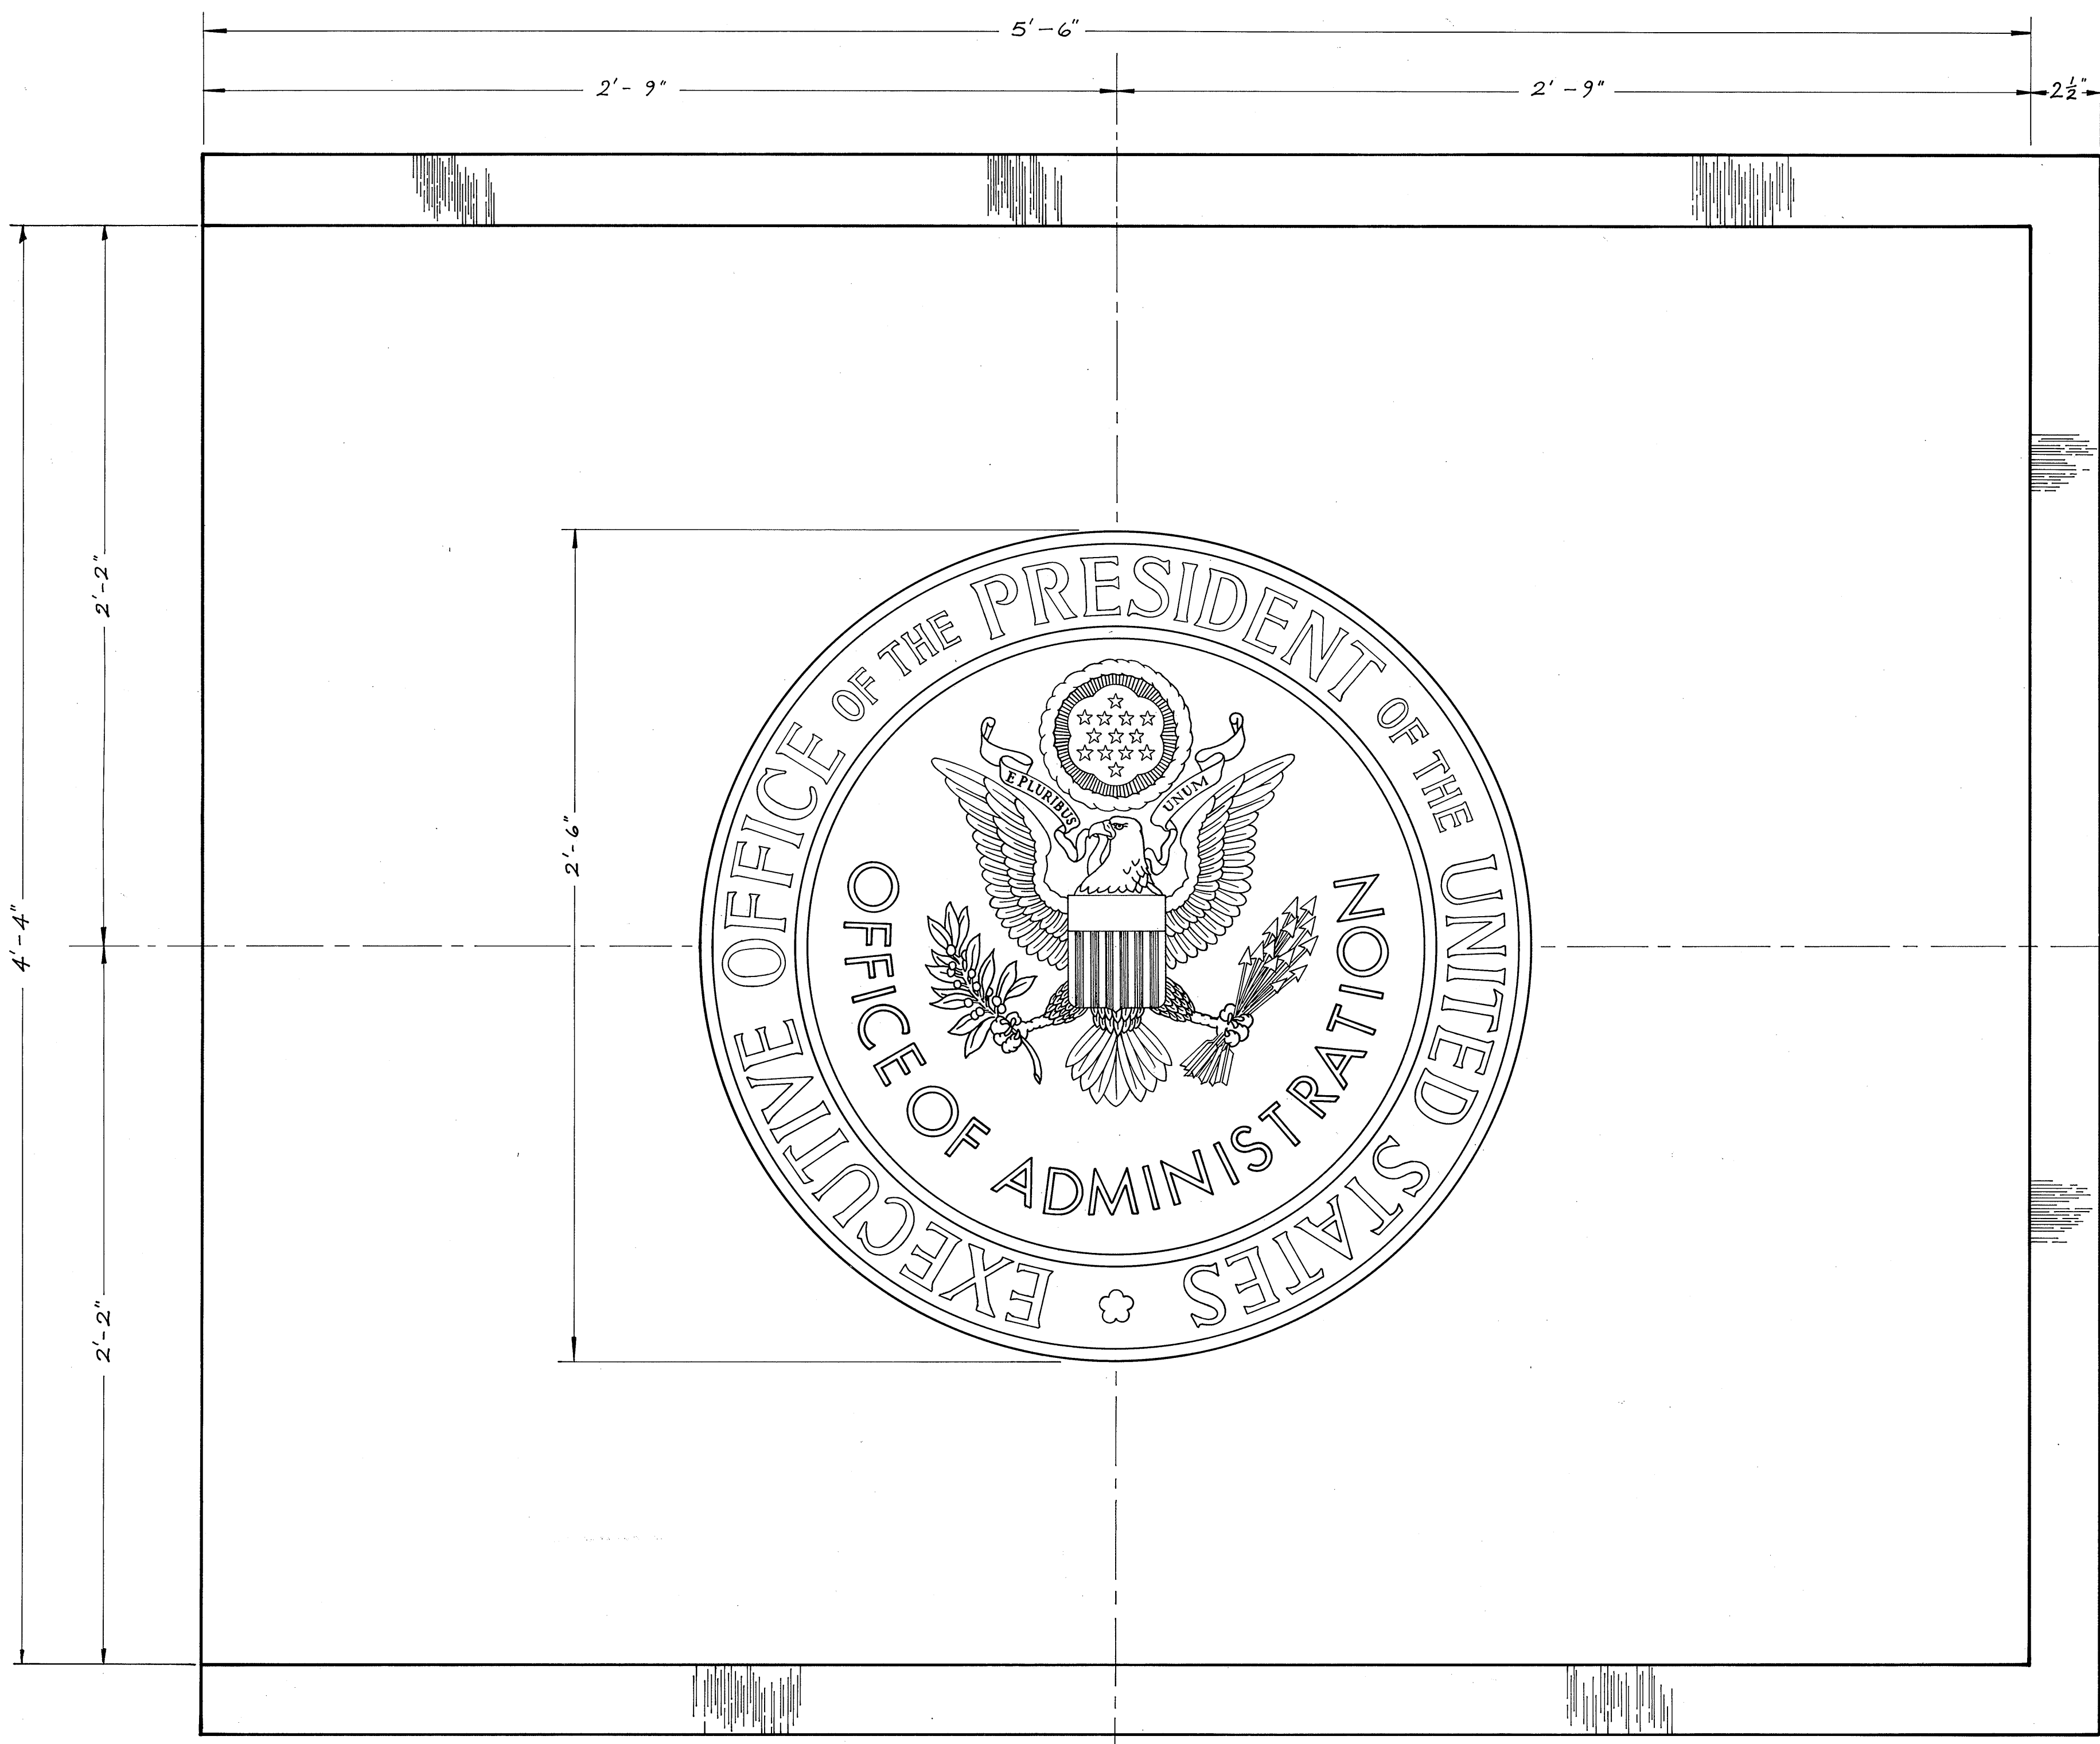 5'-6"
2'-9"
2'-9"
2½"
2'-2"
4'-4"
2'-2"
2'-6"
EXECUTIVE OFFICE OF THE PRESIDENT OF THE UNITED STATES
E PLURIBUS UNUM
OFFICE OF ADMINISTRATION